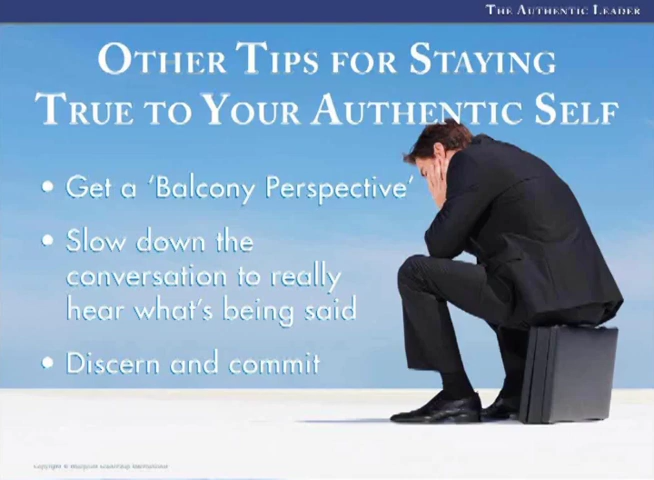 THE AUTHENTIC LEADER
OTHER TIPS FOR STAYING
TRUE TO YOUR AUTHENTIC SELF
• Get a ‘Balcony Perspective’
• Slow down the
conversation to really
hear what's being said
• Discern and commit
Copyright ©